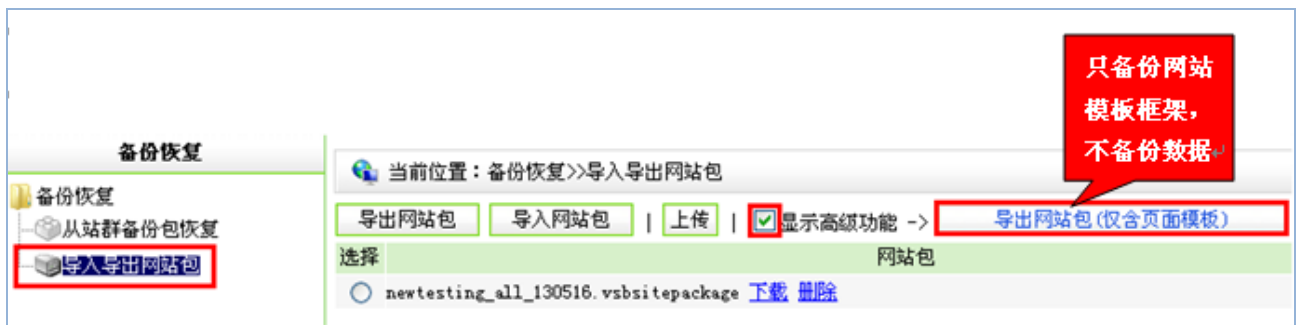 只备份网站
模板框架，
不备份数据
备份恢复
备份恢复
从站群备份包恢复
导入导出网站包
当前位置：备份恢复>>导入导出网站包
导出网站包 导入网站包 | 上传 | 显示高级功能 -> 导出网站包(仅含页面模板)
选择 网站包
newtesting_all_130516.vsbsitepackage 下载 删除